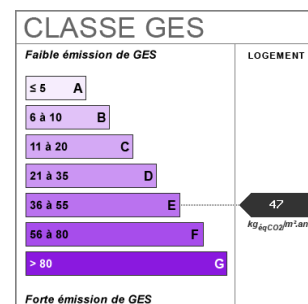 CLASSE GES
Faible émission de GES
LOGEMENT
≤ 5 A
6 à 10 B
11 à 20 C
21 à 35 D
36 à 55 E
47
kgéqCO2/m².an
56 à 80 F
> 80 G
Forte émission de GES